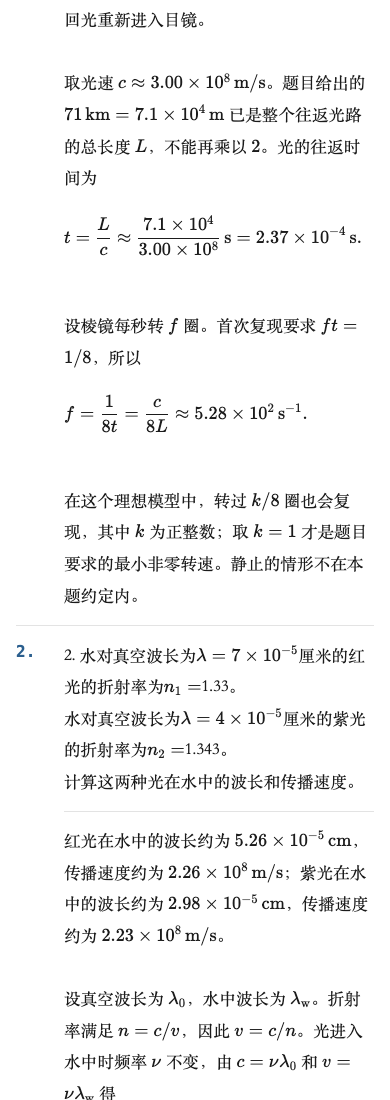 回光重新进入目镜。
取光速 c ≈ 3.00 × 10⁸ m/s。题目给出的
71 km = 7.1 × 10⁴ m 已是整个往返光路
的总长度 L，不能再乘以 2。光的往返时
间为
t = L/c ≈ (7.1 × 10⁴)/(3.00 × 10⁸) s = 2.37 × 10⁻⁴ s.
设棱镜每秒转 f 圈。首次复现要求 ft =
1/8，所以
f = 1/(8t) = c/(8L) ≈ 5.28 × 10² s⁻¹.
在这个理想模型中，转过 k/8 圈也会复
现，其中 k 为正整数；取 k = 1 才是题目
要求的最小非零转速。静止的情形不在本
题约定内。
2. 2. 水对真空波长为λ = 7 × 10⁻⁵厘米的红
光的折射率为n₁ =1.33。
水对真空波长为λ = 4 × 10⁻⁵厘米的紫光
的折射率为n₂ =1.343。
计算这两种光在水中的波长和传播速度。
红光在水中的波长约为 5.26 × 10⁻⁵ cm，
传播速度约为 2.26 × 10⁸ m/s；紫光在水
中的波长约为 2.98 × 10⁻⁵ cm，传播速度
约为 2.23 × 10⁸ m/s。
设真空波长为 λ₀，水中波长为 λ_w。折射
率满足 n = c/v，因此 v = c/n。光进入
水中时频率 ν 不变，由 c = νλ₀ 和 v =
νλ_w 得